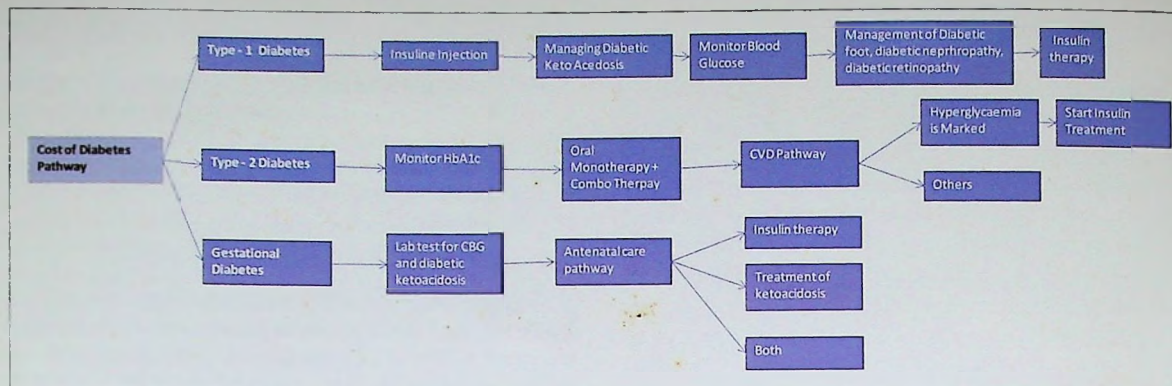 Cost of Diabetes
Pathway
Type - 1 Diabetes
Insuline Injection
Managing Diabetic
Keto Acedosis
Monitor Blood
Glucose
Management of Diabetic
foot, diabetic nephrropathy,
diabetic retinopathy
Insulin
therapy
Type - 2 Diabetes
Monitor HbA1c
Oral
Monotherapy +
Combo Therpay
CVD Pathway
Hyperglycaemia
is Marked
Start Insulin
Treatment
Others
Gestational
Diabetes
Lab test for CBG
and diabetic
ketoacidosis
Antenatal care
pathway
Insulin therapy
Treatment of
ketoacidosis
Both